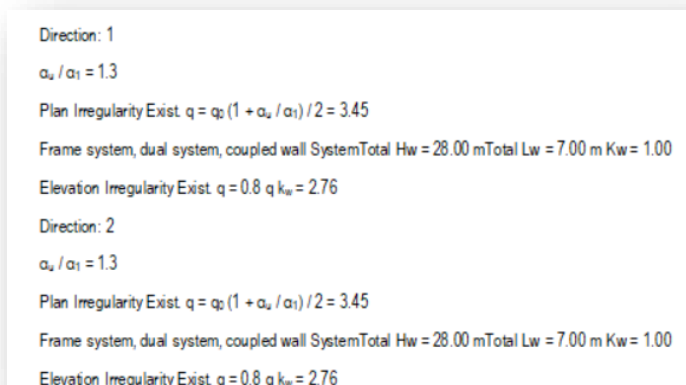 Direction: 1
αᵤ / α₁ = 1.3
Plan Irregularity Exist. q = q₀ (1 + αᵤ / α₁) / 2 = 3.45
Frame system, dual system, coupled wall SystemTotal Hw = 28.00 mTotal Lw = 7.00 m Kw = 1.00
Elevation Irregularity Exist. q = 0.8 q kw = 2.76
Direction: 2
αᵤ / α₁ = 1.3
Plan Irregularity Exist. q = q₀ (1 + αᵤ / α₁) / 2 = 3.45
Frame system, dual system, coupled wall SystemTotal Hw = 28.00 mTotal Lw = 7.00 m Kw = 1.00
Elevation Irregularity Exist. q = 0.8 q kw = 2.76